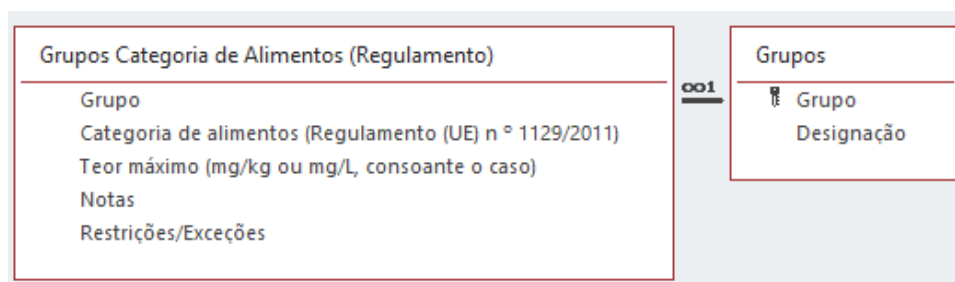 Grupos Categoria de Alimentos (Regulamento)
Grupo
Categoria de alimentos (Regulamento (UE) n º 1129/2011)
Teor máximo (mg/kg ou mg/L, consoante o caso)
Notas
Restrições/Exceções
∞1
Grupos
Grupo
Designação